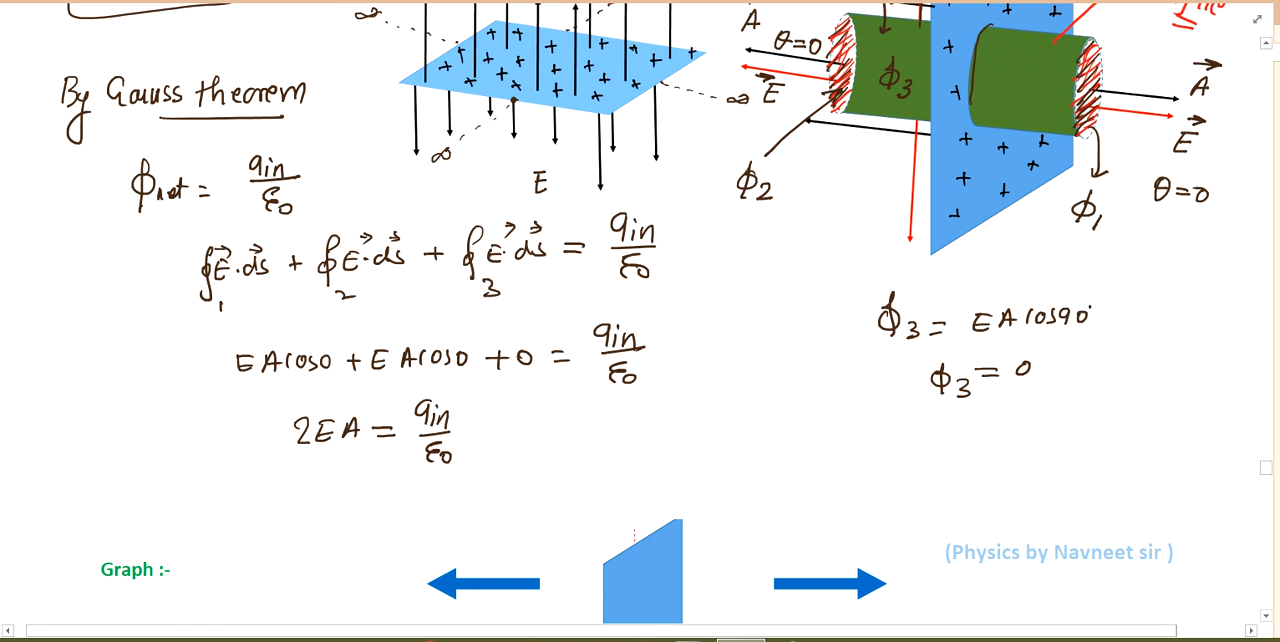 By Gauss theorem
ϕnet = qin/ε0
∮₁ E⃗.ds⃗ + ∮₂ E⃗.ds⃗ + ∮₃ E⃗.ds⃗ = qin/ε0
EAcos0 + EAcos0 + 0 = qin/ε0
2EA = qin/ε0
∞
∞
∞
E
A
θ=0
E⃗
ϕ3
ϕ2
A⃗
E⃗
θ=0
ϕ1
ϕ3 = EAcos90°
ϕ3 = 0
Graph :-
(Physics by Navneet sir )